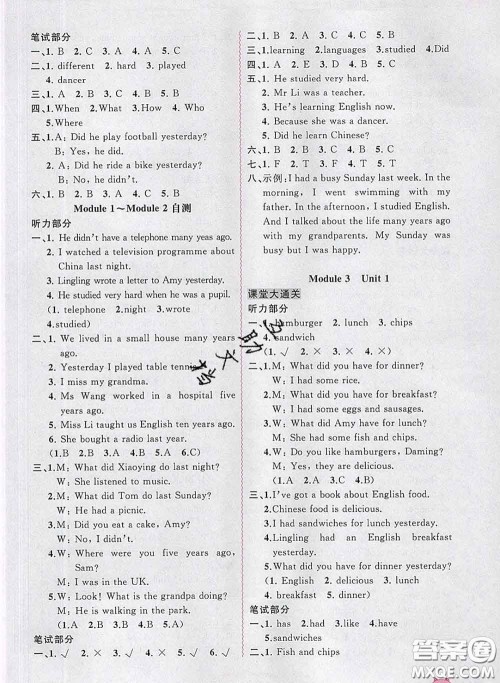 笔试部分
一、1. B 2. C 3. A 4. A 5. C
二、1. different 2. hard 3. played
4. dancer
三、1. B 2. B 3. C 4. C 5. B
四、1. When 2. What 3. Who 4. How
五、1. A: Did he play football yesterday?
B: Yes, he did.
2. A: Did he ride a bike yesterday?
B: No, he didn't.
六、1. B 2. B 3. A 4. B 5. C
Module 1～Module 2 自测
听力部分
一、1. He didn't have a telephone many yeas ago.
2. I watched a television programme about
China last night.
3. Lingling wrote a letter to Amy yesterday.
4. He studied very hard when he was a pupil.
(1. telephone 2. night 3. wrote
4. studied)
二、1. We lived in a small house many years
ago.
2. Yesterday I played table tennis.
3. I miss my grandma.
4. Ms Wang worked in a hospital five
years ago.
5. Miss Li taught us English ten years ago.
6. She bought a radio last year.
(1. B 2. C 3. B 4. C 5. A 6. A)
三、1. M: What did Xiaoying do last night?
W: She listened to music.
2. M: What did Tom do last Sunday?
W: He had a picnic.
3. M: Did you eat a cake, Amy?
W: No, I didn't.
4. W: Where were you five years ago,
Sam?
M: I was in the UK.
5. W: Look! What is the grandpa doing?
M: He is walking in the park.
(1. B 2. A 3. B 4. A 5. A)
笔试部分
一、1. √ 2. × 3. × 4. √ 5. √ 6. √
二、1. B 2. A 3. A 4. C 5. C
三、1. learning 2. languages 3. studied 4. Did
四、1. A 2. C 3. C 4. B 5. B
五、1. He studied very hard.
2. Mr Li was a teacher.
3. He's learning English now.
4. Because she was a dancer.
5. Did he learn Chinese?
六、1. B 2. C 3. B 4. C 5. B
七、1. F 2. T 3. F 4. T 5. T
八、示例: I had a busy Sunday last week. In the
morning, I went swimming with my
father. In the afternoon, I studied English.
And I talked about the life many years ago
with my grandparents. My Sunday was
busy but I was happy.
Module 3 Unit 1
课堂大通关
听力部分
一、1. hamburger 2. lunch 3. chips
4. sandwich
(1. √ 2. × 3. × 4. ×)
二、1. M: What did you have for dinner?
W: I had some rice.
2. M: What did you have for breakfast?
W: I had some eggs and sausages.
3. W: What did Amy have for lunch?
M: She had some fish and chips.
4. W: Do you like hamburgers, Daming?
M: Yes, they are delicious.
(1. A 2. B 3. B 4. A)
三、1. I've got a book about English food.
2. Chinese food is delicious.
3. I had sandwiches for lunch yesterday.
4. Lingling had an English breakfast
yesterday.
5. What did you have for dinner yesterday?
(1. English 2. delicious 3. lunch
4. breakfast 5. dinner)
笔试部分
一、1. has 2. had 3. like 4. have
5. sandwiches
二、1. Fish and chips